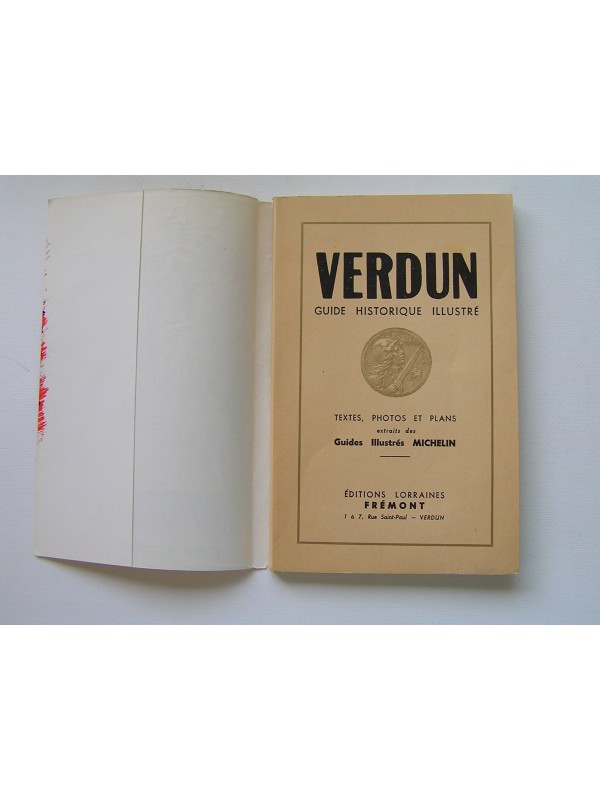 VERDUN
GUIDE HISTORIQUE ILLUSTRÉ
TEXTES, PHOTOS ET PLANS
extraits des
Guides Illustrés MICHELIN
ÉDITIONS LORRAINES
FRÉMONT
1 à 7, Rue Saint-Paul — VERDUN